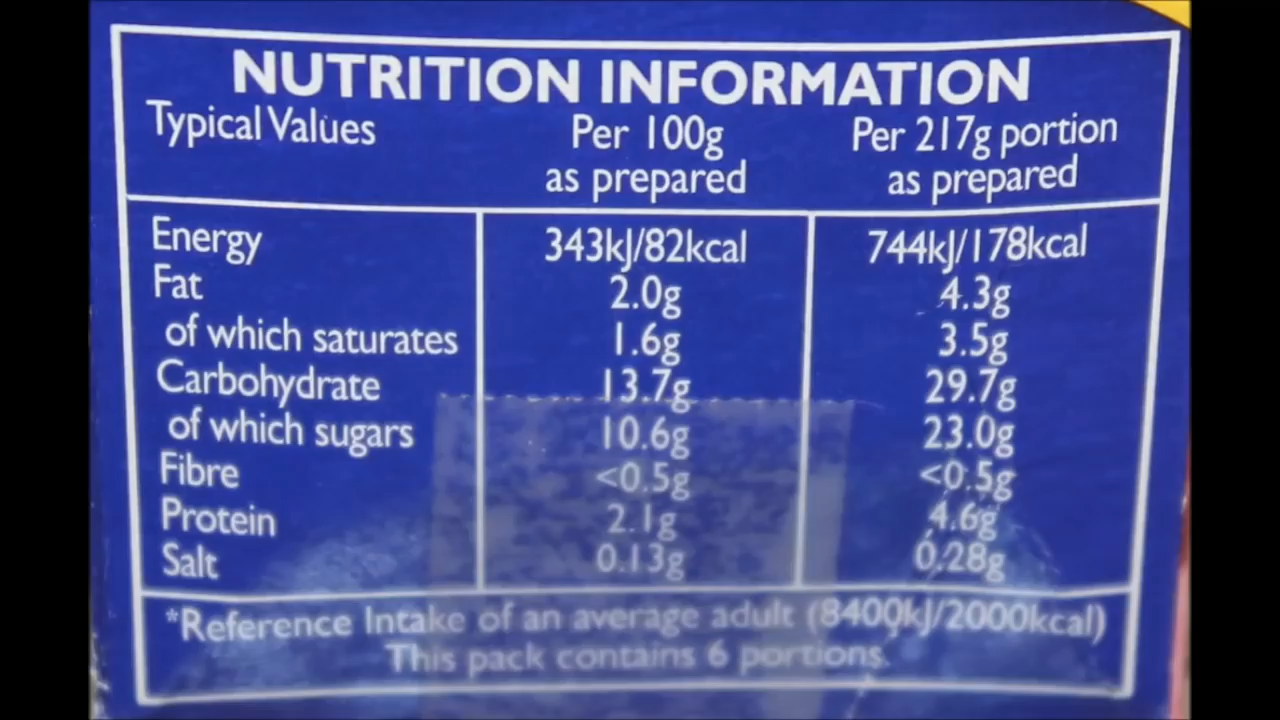 NUTRITION INFORMATION
Typical Values Per 100g as prepared Per 217g portion as prepared
Energy 343kJ/82kcal 744kJ/178kcal
Fat 2.0g 4.3g
of which saturates 1.6g 3.5g
Carbohydrate 13.7g 29.7g
of which sugars 10.6g 23.0g
Fibre <0.5g <0.5g
Protein 2.1g 4.6g
Salt 0.13g 0.28g
*Reference Intake of an average adult (8400kJ/2000kcal)
This pack contains 6 portions.